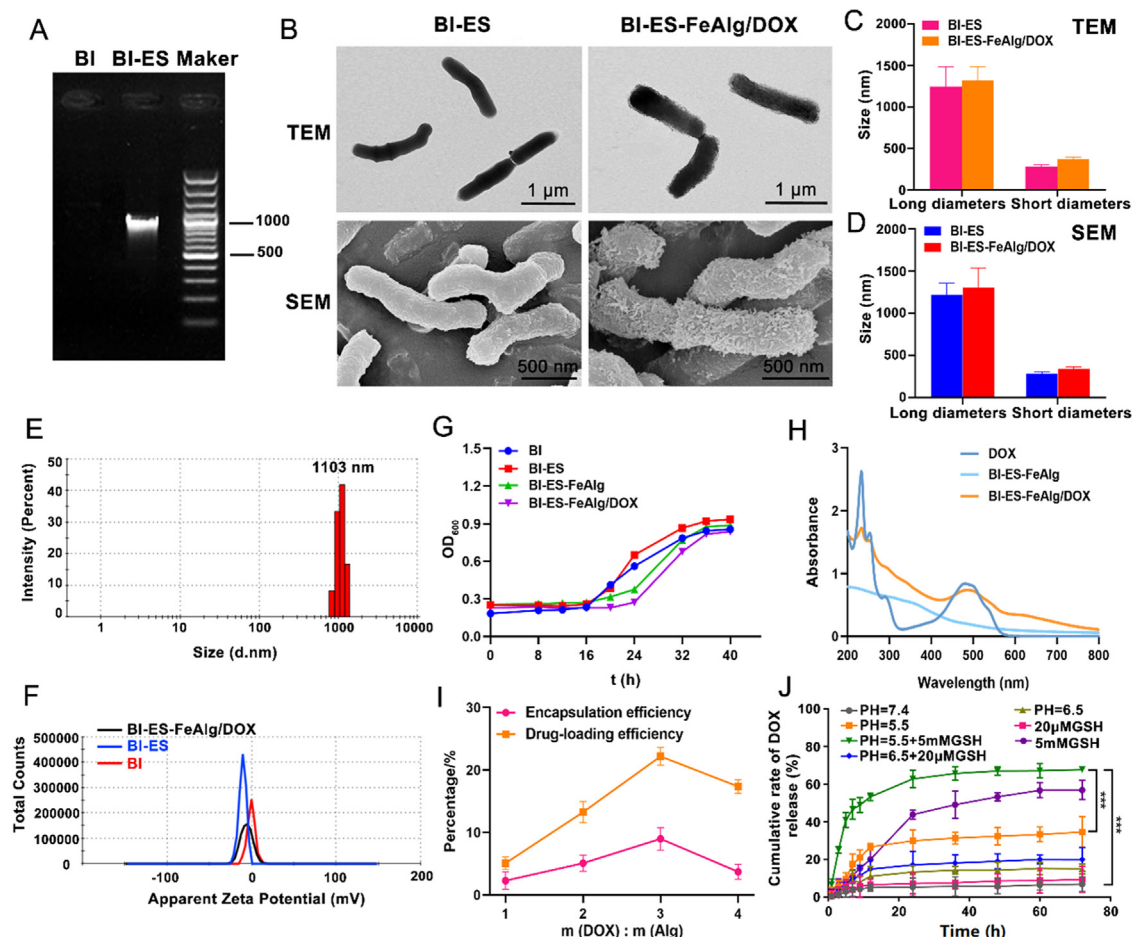 A
BI BI-ES Maker
1000
500
B
BI-ES
BI-ES-FeAlg/DOX
TEM
1 μm
1 μm
SEM
500 nm
500 nm
C
TEM
BI-ES
BI-ES-FeAlg/DOX
Size (nm)
2000
1500
1000
500
0
Long diameters Short diameters
D
SEM
BI-ES
BI-ES-FeAlg/DOX
Size (nm)
2000
1500
1000
500
0
Long diameters Short diameters
E
1103 nm
Intensity (Percent)
50
40
30
20
10
0
1 10 100 1000 10000
Size (d.nm)
F
BI-ES-FeAlg/DOX
BI-ES
BI
Total Counts
500000
400000
300000
200000
100000
0
-100 0 100 200
Apparent Zeta Potential (mV)
G
BI
BI-ES
BI-ES-FeAlg
BI-ES-FeAlg/DOX
OD600
1.5
1.2
0.9
0.6
0.3
0.0
0 8 16 24 32 40
t (h)
H
DOX
BI-ES-FeAlg
BI-ES-FeAlg/DOX
Absorbance
3
2
1
0
200 300 400 500 600 700 800
Wavelength (nm)
I
Encapsulation efficiency
Drug-loading efficiency
Percentage/%
30
20
10
0
1 2 3 4
m (DOX) : m (Alg)
J
PH=7.4
PH=5.5
PH=5.5+5mMGSH
PH=6.5+20μMGSH
PH=6.5
20μMGSH
5mMGSH
Cumulative rate of DOX
release (%)
100
80
60
40
20
0
0 20 40 60 80
Time (h)
***
***